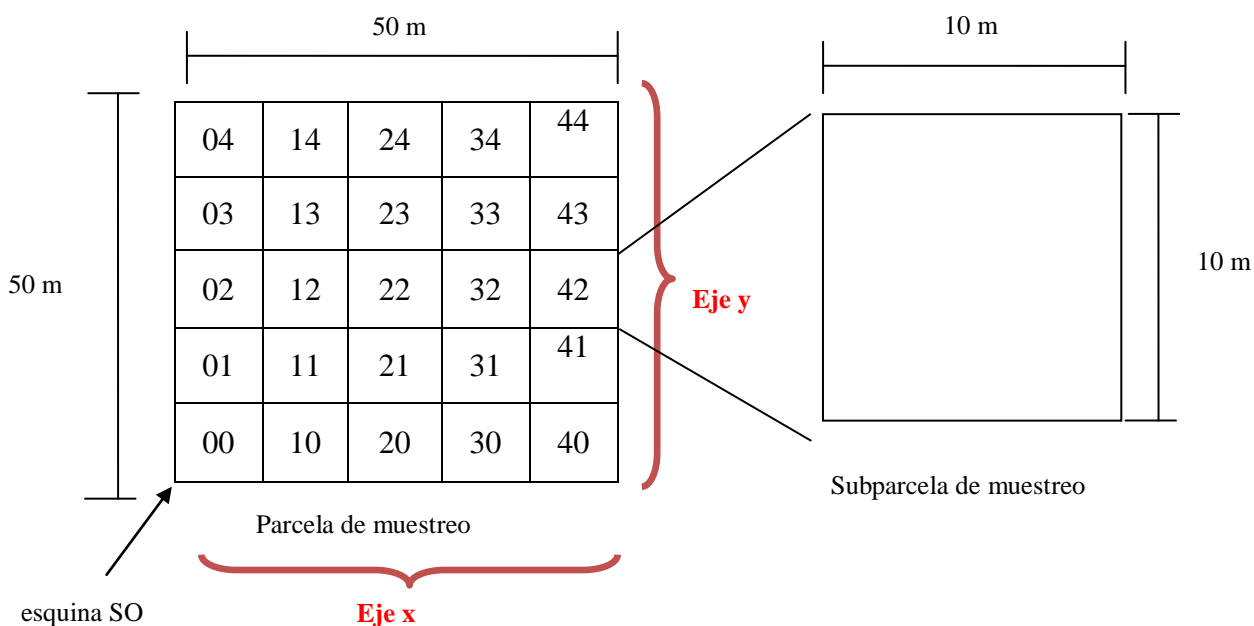 50 m
10 m
04 14 24 34 44
03 13 23 33 43
50 m
02 12 22 32 42
Eje y
10 m
01 11 21 31 41
00 10 20 30 40
Subparcela de muestreo
Parcela de muestreo
esquina SO
Eje x